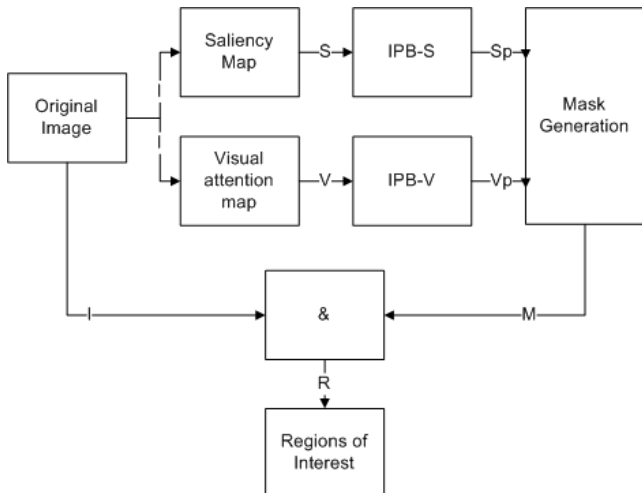 Saliency
Map
S
IPB-S
Sp
Original
Image
Mask
Generation
Visual
attention
map
V
IPB-V
Vp
I
&
M
R
Regions of
Interest